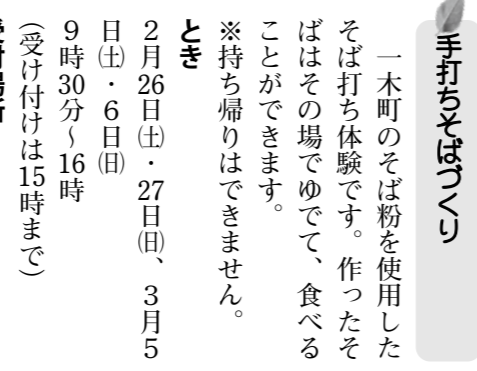 手打ちそばづくり
一木町のそば粉を使用した
そば打ち体験です。作ったそ
ばはその場でゆでて、食べる
ことができます。
※持ち帰りはできません。
とき
２月26日㈯・27日㈰、３月５
日㈯・６日㈰
９時30分～16時
（受け付けは15時まで）